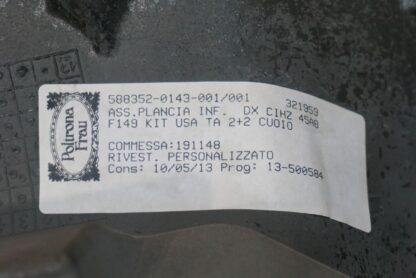 Poltrona
Frau
588352-0143-001/001 321959
ASS.PLANCIA INF. DX CIHZ 45AB
F149 KIT USA TA 2+2 CUOIO
COMMESSA:191148
RIVEST. PERSONALIZZATO
Cons: 10/05/13 Prog: 13-500584